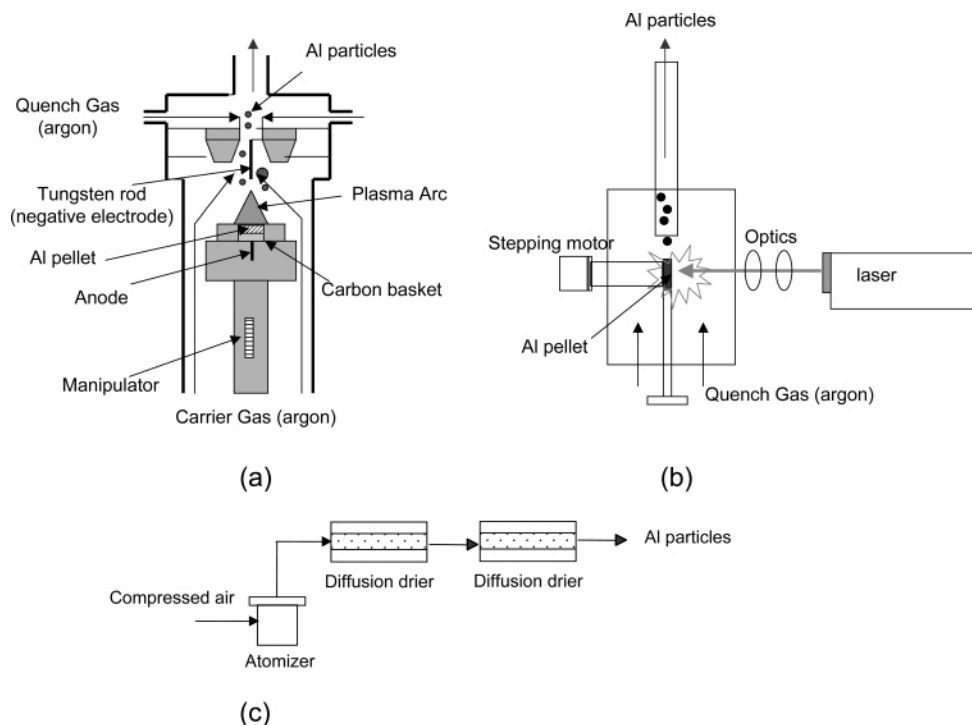 (a)
Al particles
Quench Gas
(argon)
Tungsten rod
(negative electrode)
Plasma Arc
Al pellet
Anode
Carbon basket
Manipulator
Carrier Gas (argon)
(a)
Al particles
(b)
Stepping motor
Optics
laser
Al pellet
Quench Gas (argon)
(b)
Compressed air
Atomizer
Diffusion drier
Diffusion drier
Al particles
(c)